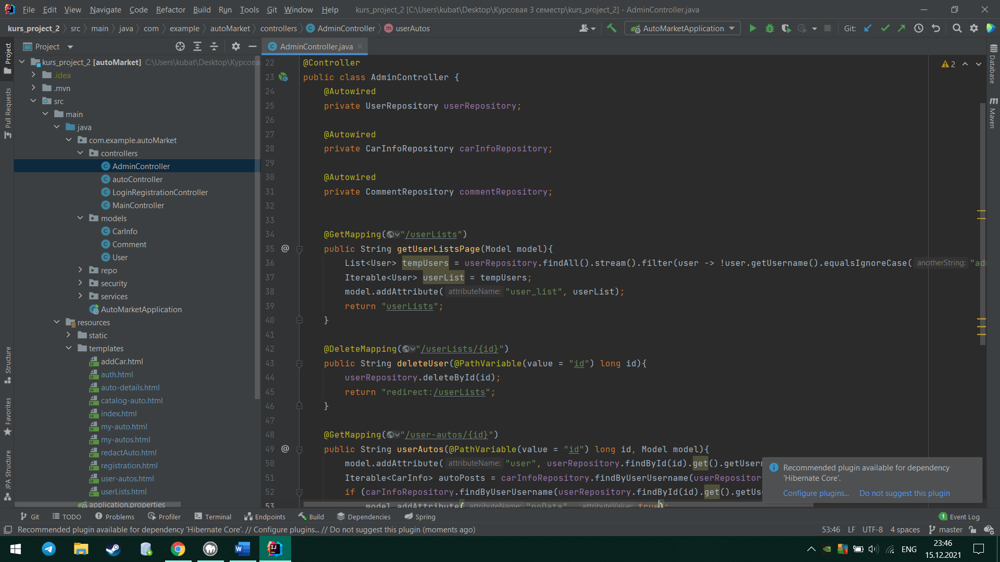 File Edit View Navigate Code Refactor Build Run Tools Git Window Help kurs_project_2 [C:\Users\kubat\Desktop\Курсовая 3 семестр\kurs_project_2] - AdminController.java
kurs_project_2 src main java com example autoMarket controllers AdminController userAutos AutoMarketApplication Git:
Project
AdminController.java
kurs_project_2 [autoMarket] C:\Users\kubat\Desktop\Курсова
.idea
.mvn
src
main
java
com.example.autoMarket
controllers
AdminController
autoController
LoginRegistrationController
MainController
models
CarInfo
Comment
User
repo
security
services
AutoMarketApplication
resources
static
templates
addCar.html
auth.html
auto-details.html
catalog-auto.html
index.html
my-auto.html
my-autos.html
redactAuto.html
registration.html
user-autos.html
userLists.html
application.properties
Project
Pull Requests
Structure
Favorites
JPA Structure
2
22 @Controller
23 public class AdminController {
24 @Autowired
25 private UserRepository userRepository;
26
27 @Autowired
28 private CarInfoRepository carInfoRepository;
29
30 @Autowired
31 private CommentRepository commentRepository;
32
33
34 @GetMapping("/userLists")
35 public String getUserListsPage(Model model){
36 List<User> tempUsers = userRepository.findAll().stream().filter(user -> !user.getUsername().equalsIgnoreCase( anotherString: "ad
37 Iterable<User> userList = tempUsers;
38 model.addAttribute( attributeName: "user_list", userList);
39 return "userLists";
40 }
41
42 @DeleteMapping("/userLists/{id}")
43 public String deleteUser(@PathVariable(value = "id") long id){
44 userRepository.deleteById(id);
45 return "redirect:/userLists";
46 }
47
48 @GetMapping("/user-autos/{id}")
49 public String userAutos(@PathVariable(value = "id") long id, Model model){
50 model.addAttribute( attributeName: "user", userRepository.findById(id).get().getUsern
51 Iterable<CarInfo> autoPosts = carInfoRepository.findByUserUsername(userRepository
52 if (carInfoRepository.findByUserUsername(userRepository.findById(id).get().getUs
53 model.addAttribute( attributeName: "noData", attributeValue: true);
Database
Maven
Recommended plugin available for dependency
'Hibernate Core'.
Configure plugins... Do not suggest this plugin
Git TODO Problems Profiler Terminal Endpoints Build Dependencies Spring 1 Event Log
Recommended plugin available for dependency 'Hibernate Core'. // Configure plugins... // Do not suggest this plugin (moments ago) 53:46 LF UTF-8 4 spaces master
ENG
23:46
15.12.2021